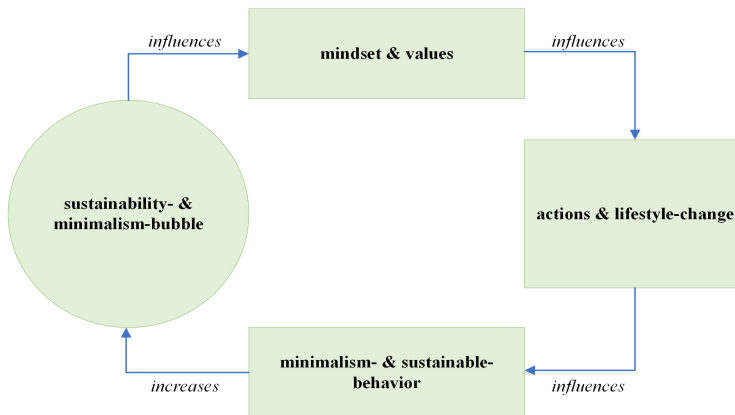 influences
mindset & values
influences
sustainability- &
minimalism-bubble
actions & lifestyle-change
minimalism- & sustainable-
behavior
increases
influences